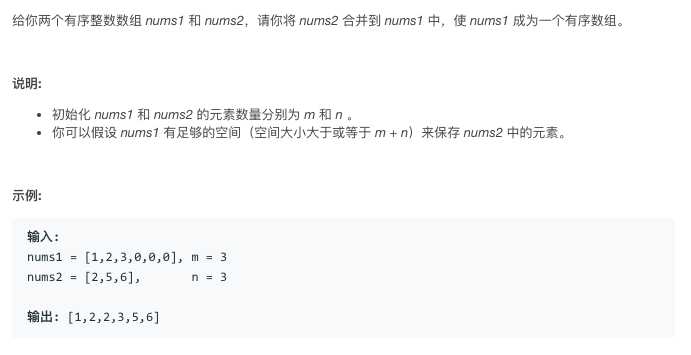 给你两个有序整数数组 nums1 和 nums2，请你将 nums2 合并到 nums1 中，使 nums1 成为一个有序数组。
说明:
• 初始化 nums1 和 nums2 的元素数量分别为 m 和 n 。
• 你可以假设 nums1 有足够的空间（空间大小大于或等于 m + n）来保存 nums2 中的元素。
示例:
输入:
nums1 = [1,2,3,0,0,0], m = 3
nums2 = [2,5,6],       n = 3
输出: [1,2,2,3,5,6]